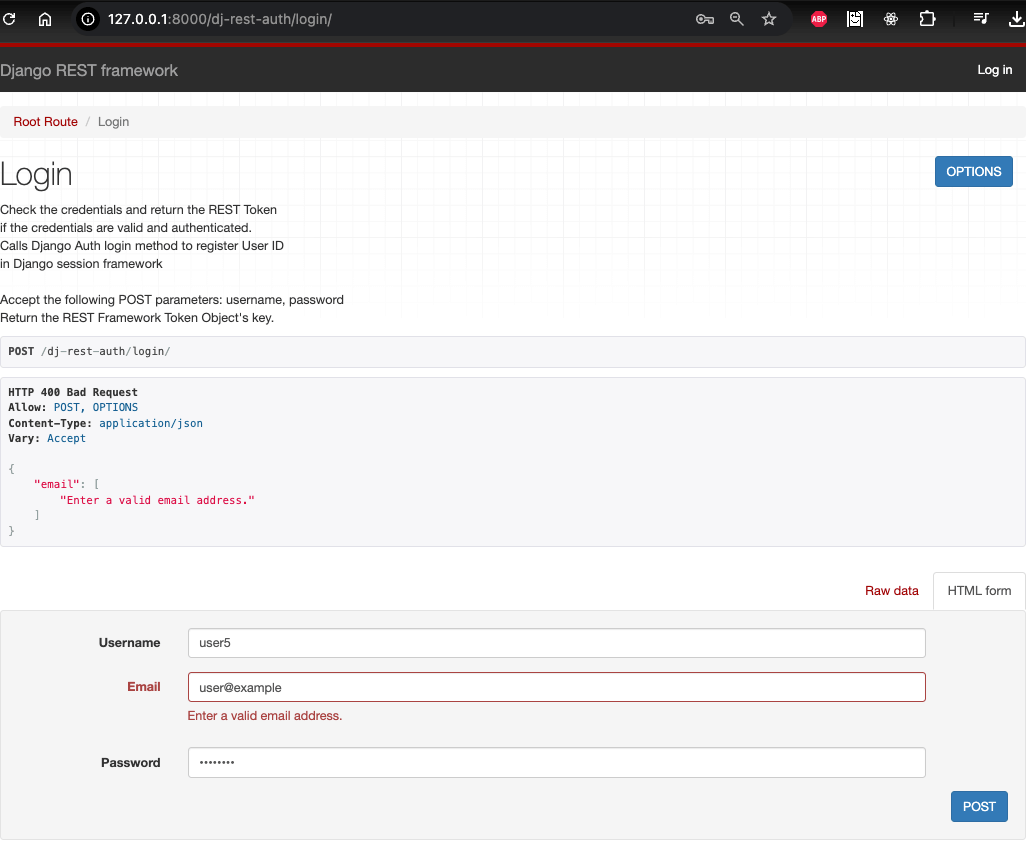 127.0.0.1:8000/dj-rest-auth/login/
ABP
Django REST framework
Log in
Root Route / Login
Login
OPTIONS
Check the credentials and return the REST Token
if the credentials are valid and authenticated.
Calls Django Auth login method to register User ID
in Django session framework
Accept the following POST parameters: username, password
Return the REST Framework Token Object's key.
POST /dj-rest-auth/login/
HTTP 400 Bad Request
Allow: POST, OPTIONS
Content-Type: application/json
Vary: Accept
{
    "email": [
        "Enter a valid email address."
    ]
}
Raw data
HTML form
Username
user5
Email
user@example
Enter a valid email address.
Password
••••••••
POST